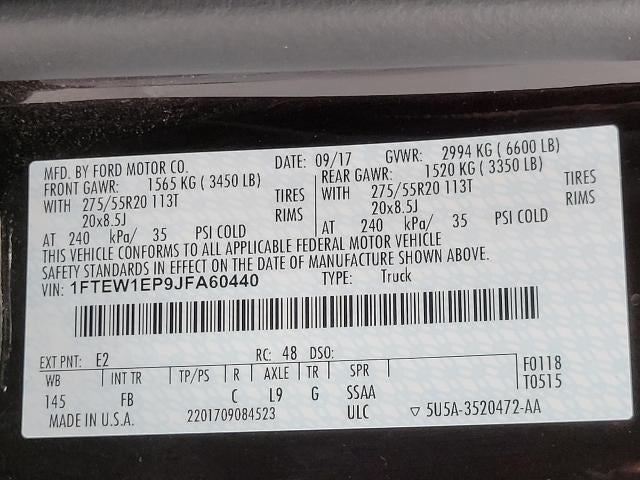 MFD. BY FORD MOTOR CO. DATE: 09/17 GVWR: 2994 KG ( 6600 LB)
FRONT GAWR: 1565 KG ( 3450 LB) REAR GAWR: 1520 KG ( 3350 LB)
WITH 275/55R20 113T TIRES WITH 275/55R20 113T TIRES
20x8.5J RIMS 20x8.5J RIMS
AT 240 kPa/ 35 PSI COLD AT 240 kPa/ 35 PSI COLD
THIS VEHICLE CONFORMS TO ALL APPLICABLE FEDERAL MOTOR VEHICLE
SAFETY STANDARDS IN EFFECT ON THE DATE OF MANUFACTURE SHOWN ABOVE.
VIN: 1FTEW1EP9JFA60440 TYPE: Truck
EXT PNT: E2 RC: 48 DSO: F0118
WB INT TR TP/PS R AXLE TR SPR T0515
145 FB C L9 G SSAA
MADE IN U.S.A. 2201709084523 ULC ▽ 5U5A-3520472-AA